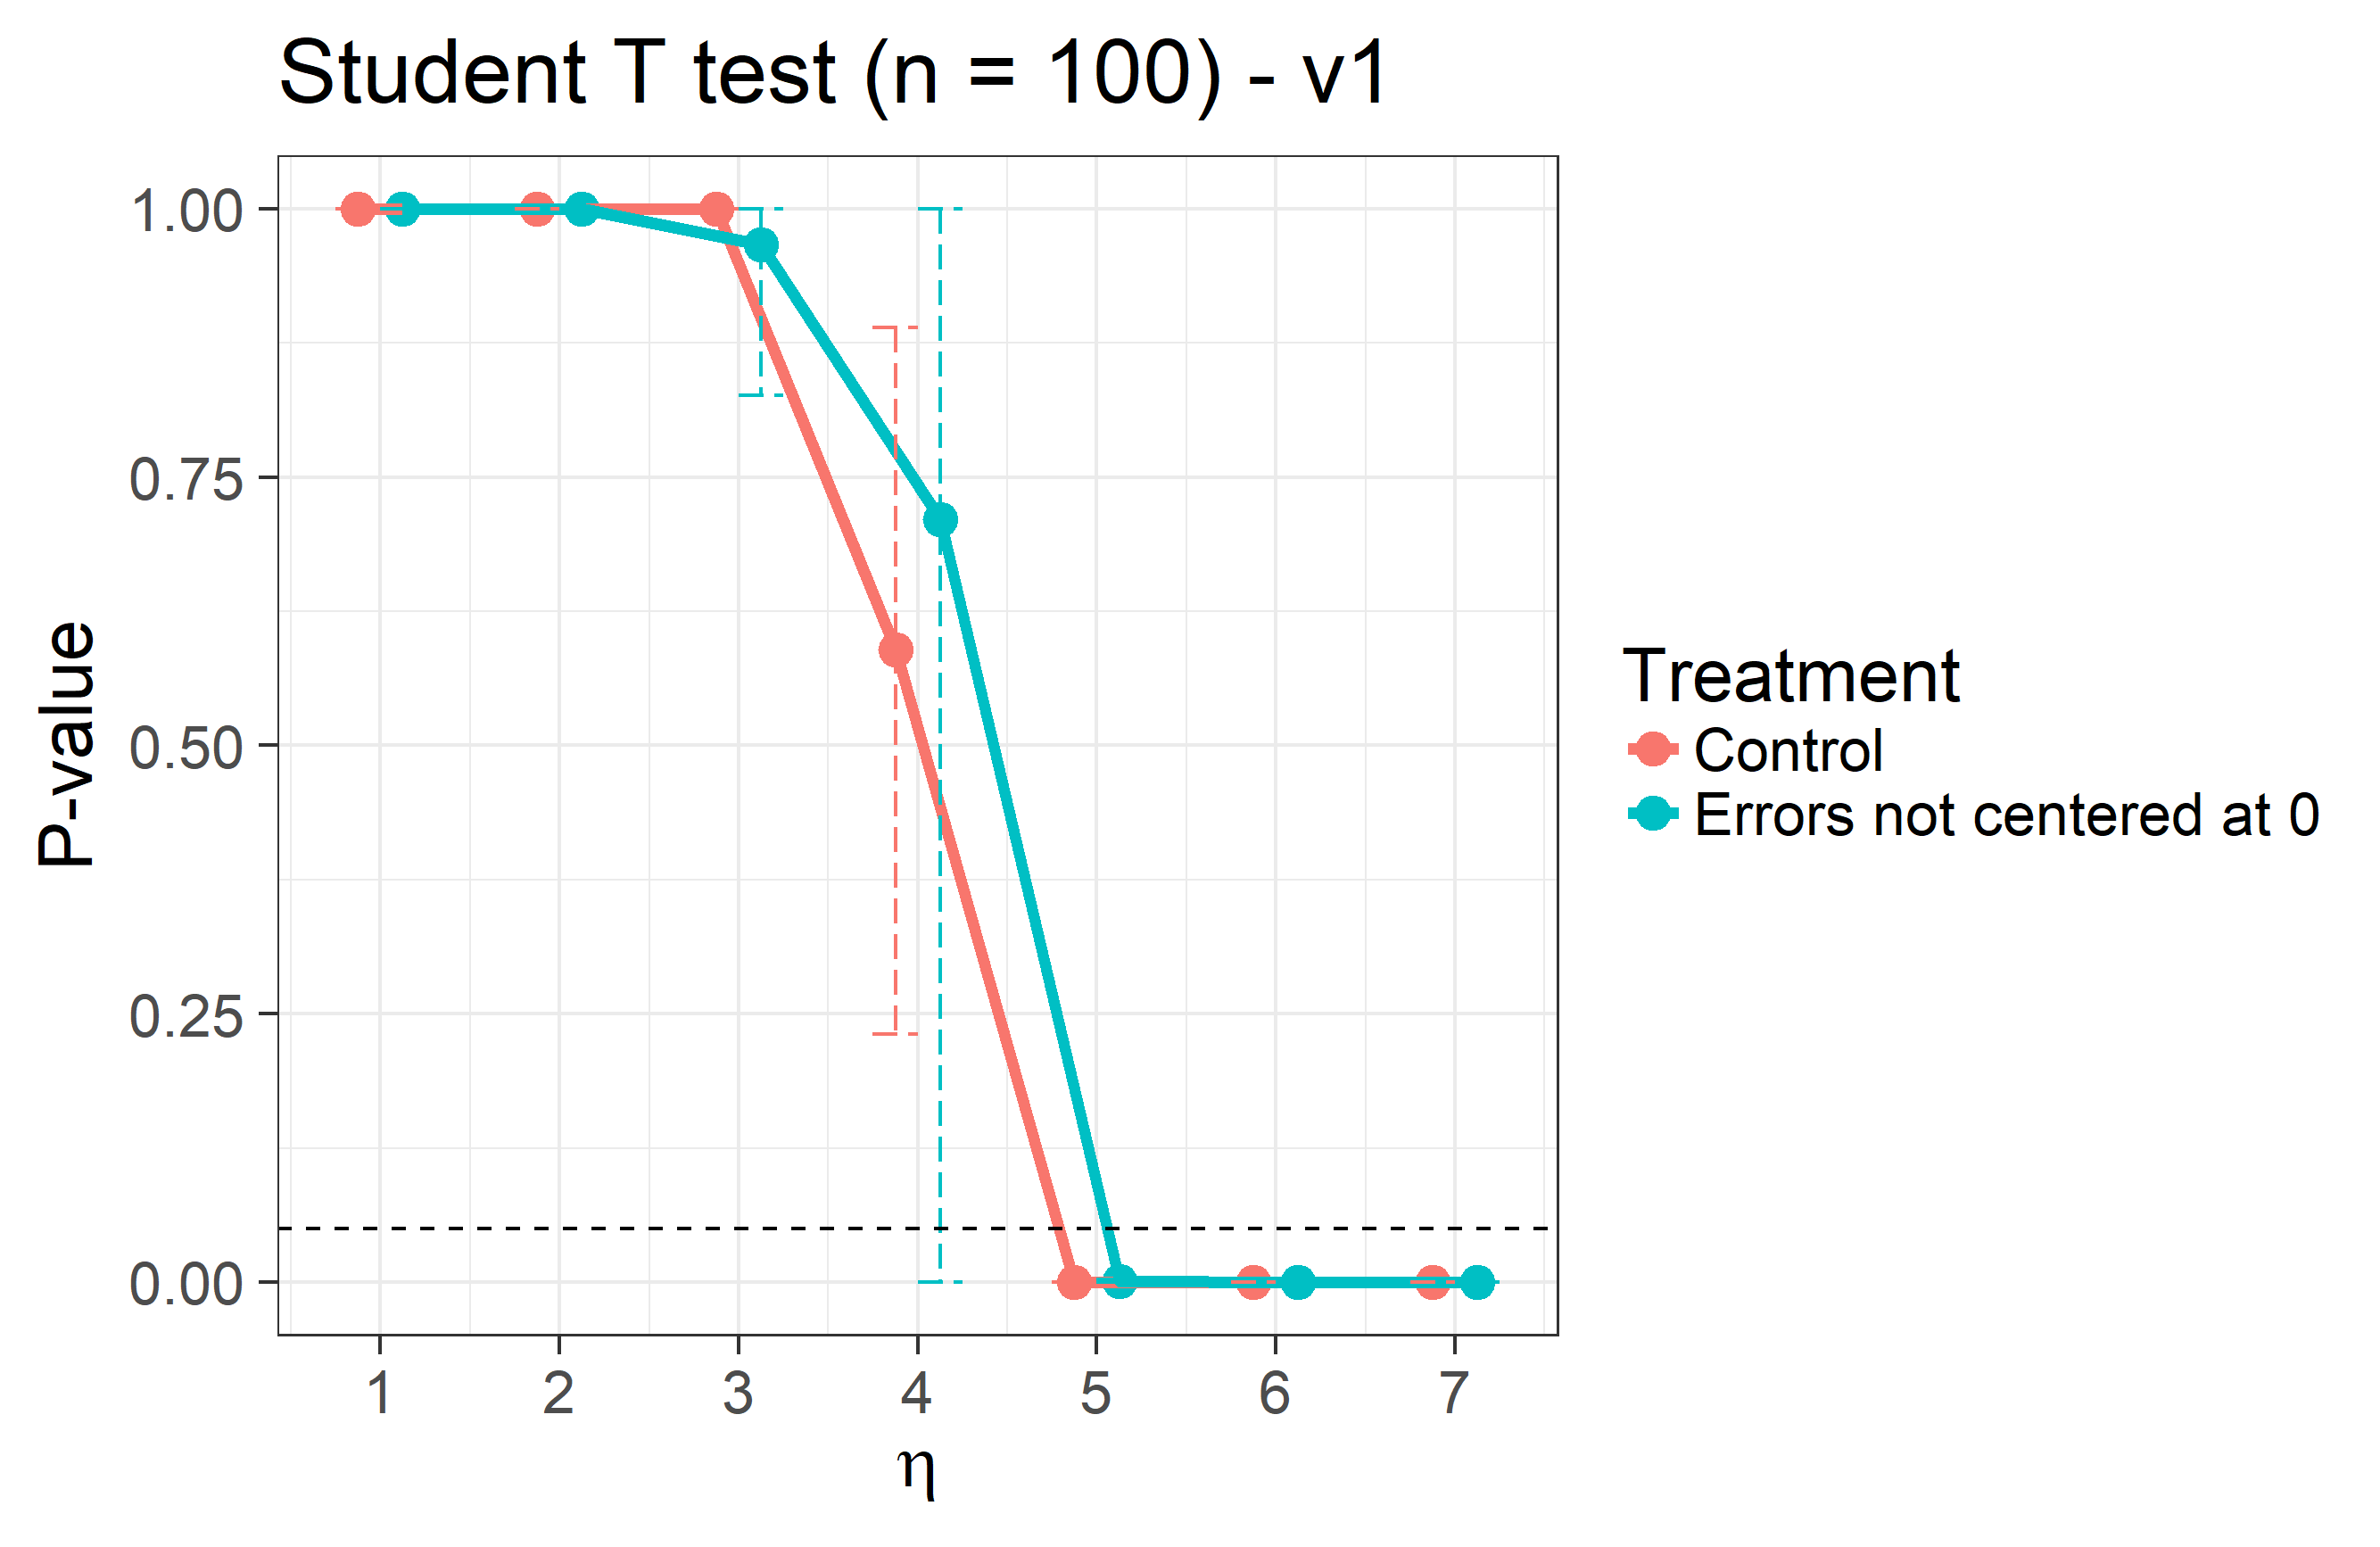 Student T test (n = 100) - v1
P-value
1.00
0.75
0.50
0.25
0.00
1 2 3 4 5 6 7
η
Treatment
Control
Errors not centered at 0